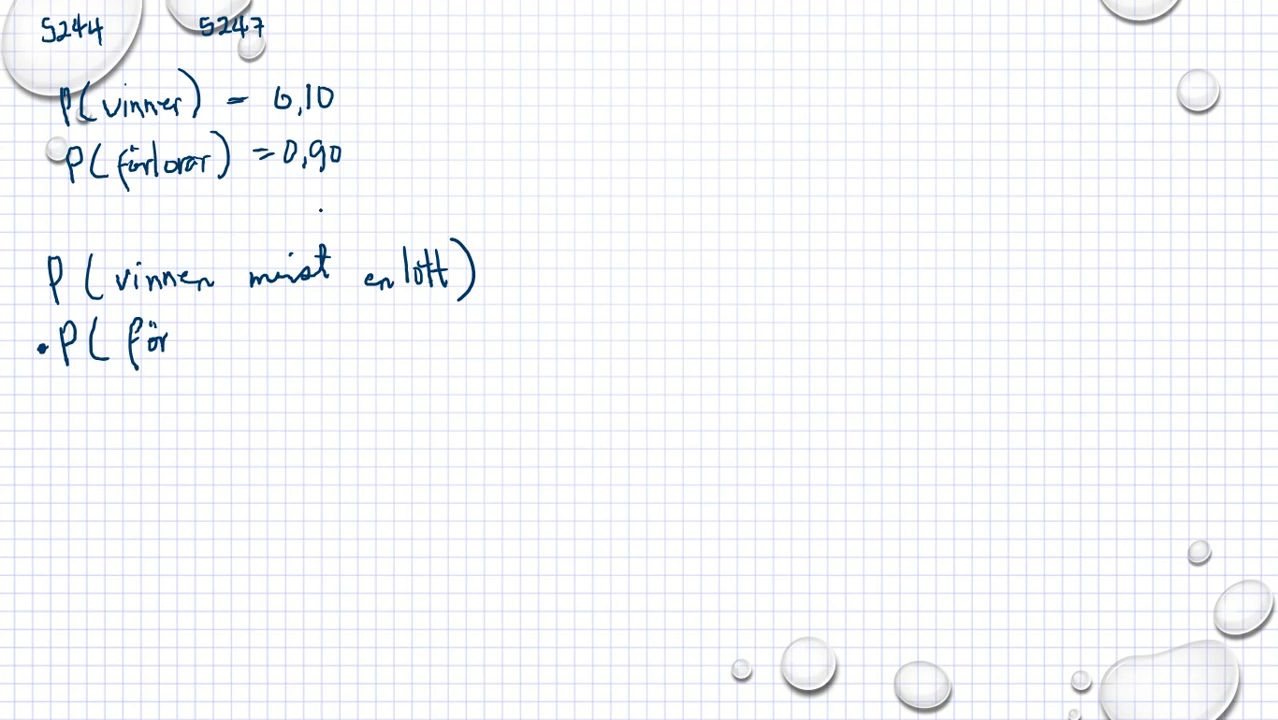 5244 5247
P(vinner) = 0,10
P(förlorar) = 0,90
P(vinner minst en lott)
. P( för